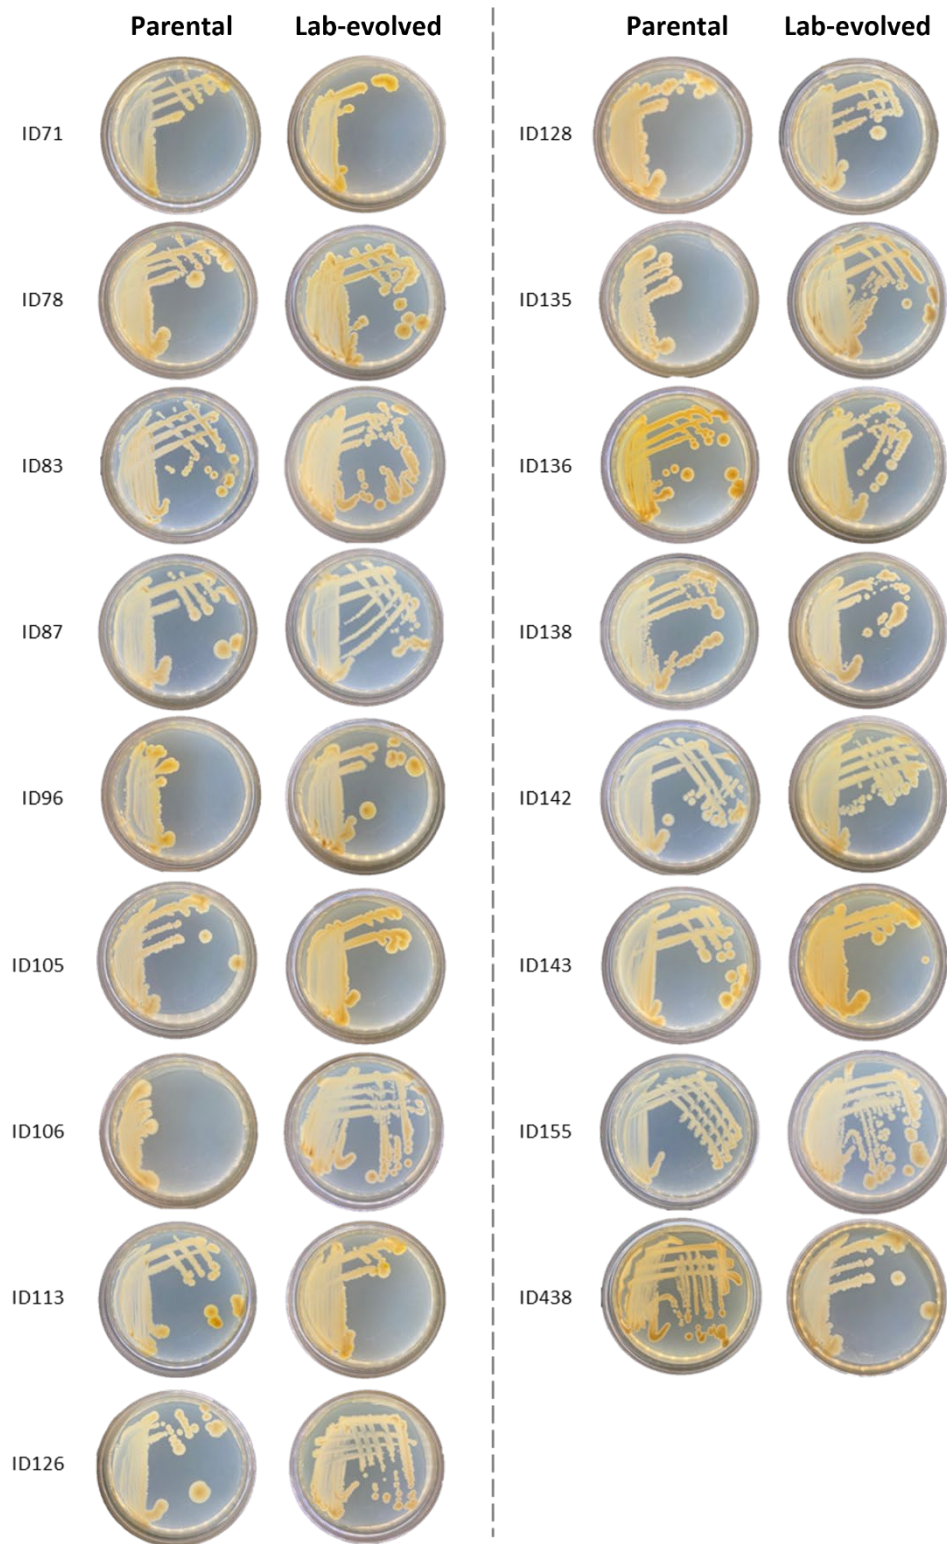 Parental Lab-evolved
ID71
ID78
ID83
ID87
ID96
ID105
ID106
ID113
ID126
Parental Lab-evolved
ID128
ID135
ID136
ID138
ID142
ID143
ID155
ID438